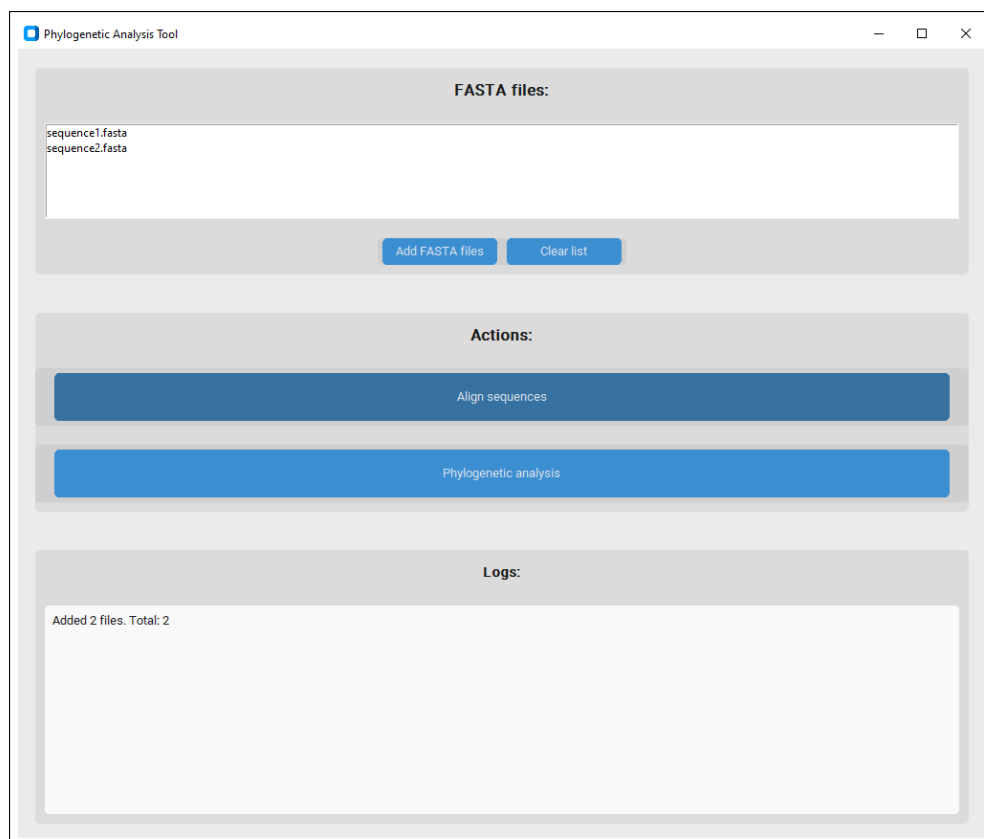 Phylogenetic Analysis Tool
FASTA files:
sequence1.fasta
sequence2.fasta
Add FASTA files
Clear list
Actions:
Align sequences
Phylogenetic analysis
Logs:
Added 2 files. Total: 2